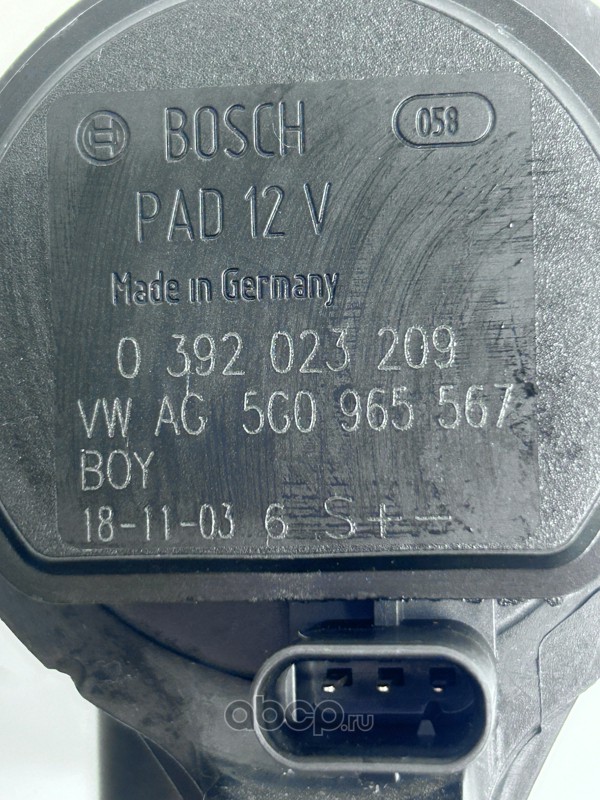 BOSCH 058
PAD 12 V
Made in Germany
0 392 023 209
VW AG 5G0 965 567
BOY
18-11-03 6 S + -
abcp.ru